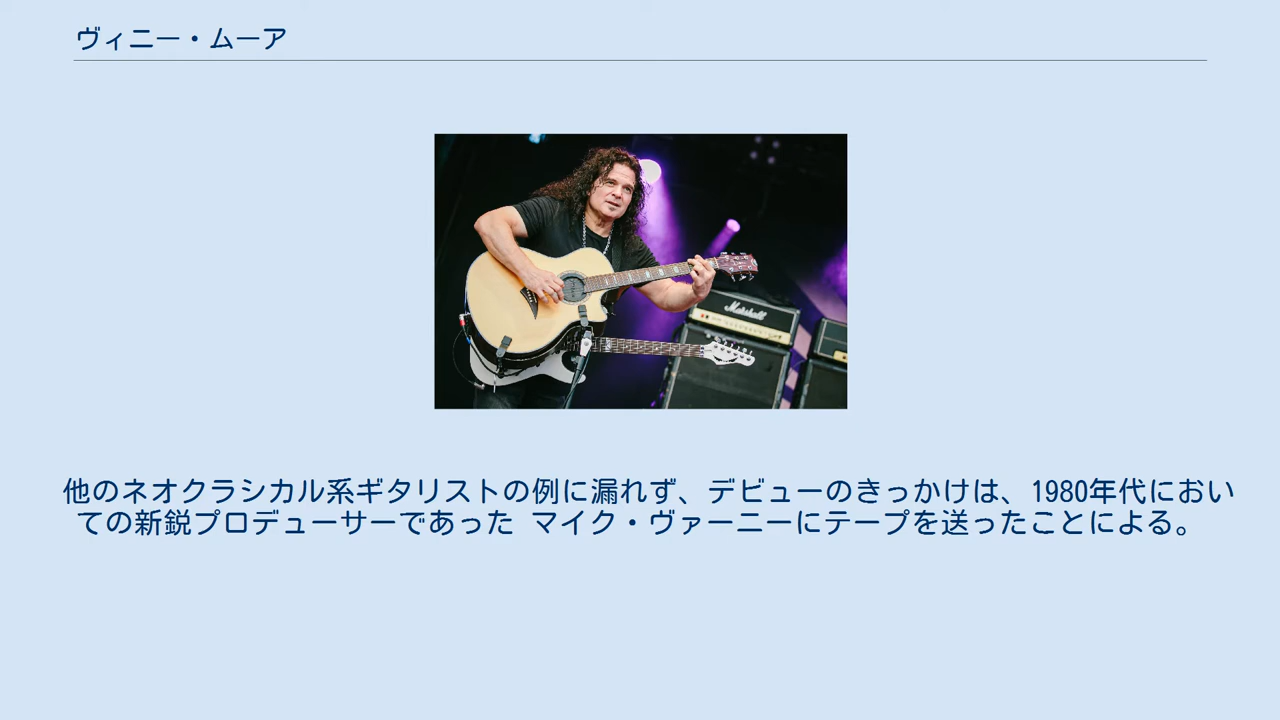 ヴィニー・ムーア
Marshall
他のネオクラシカル系ギタリストの例に漏れず、デビューのきっかけは、1980年代におい
ての新鋭プロデューサーであった マイク・ヴァーニーにテープを送ったことによる。